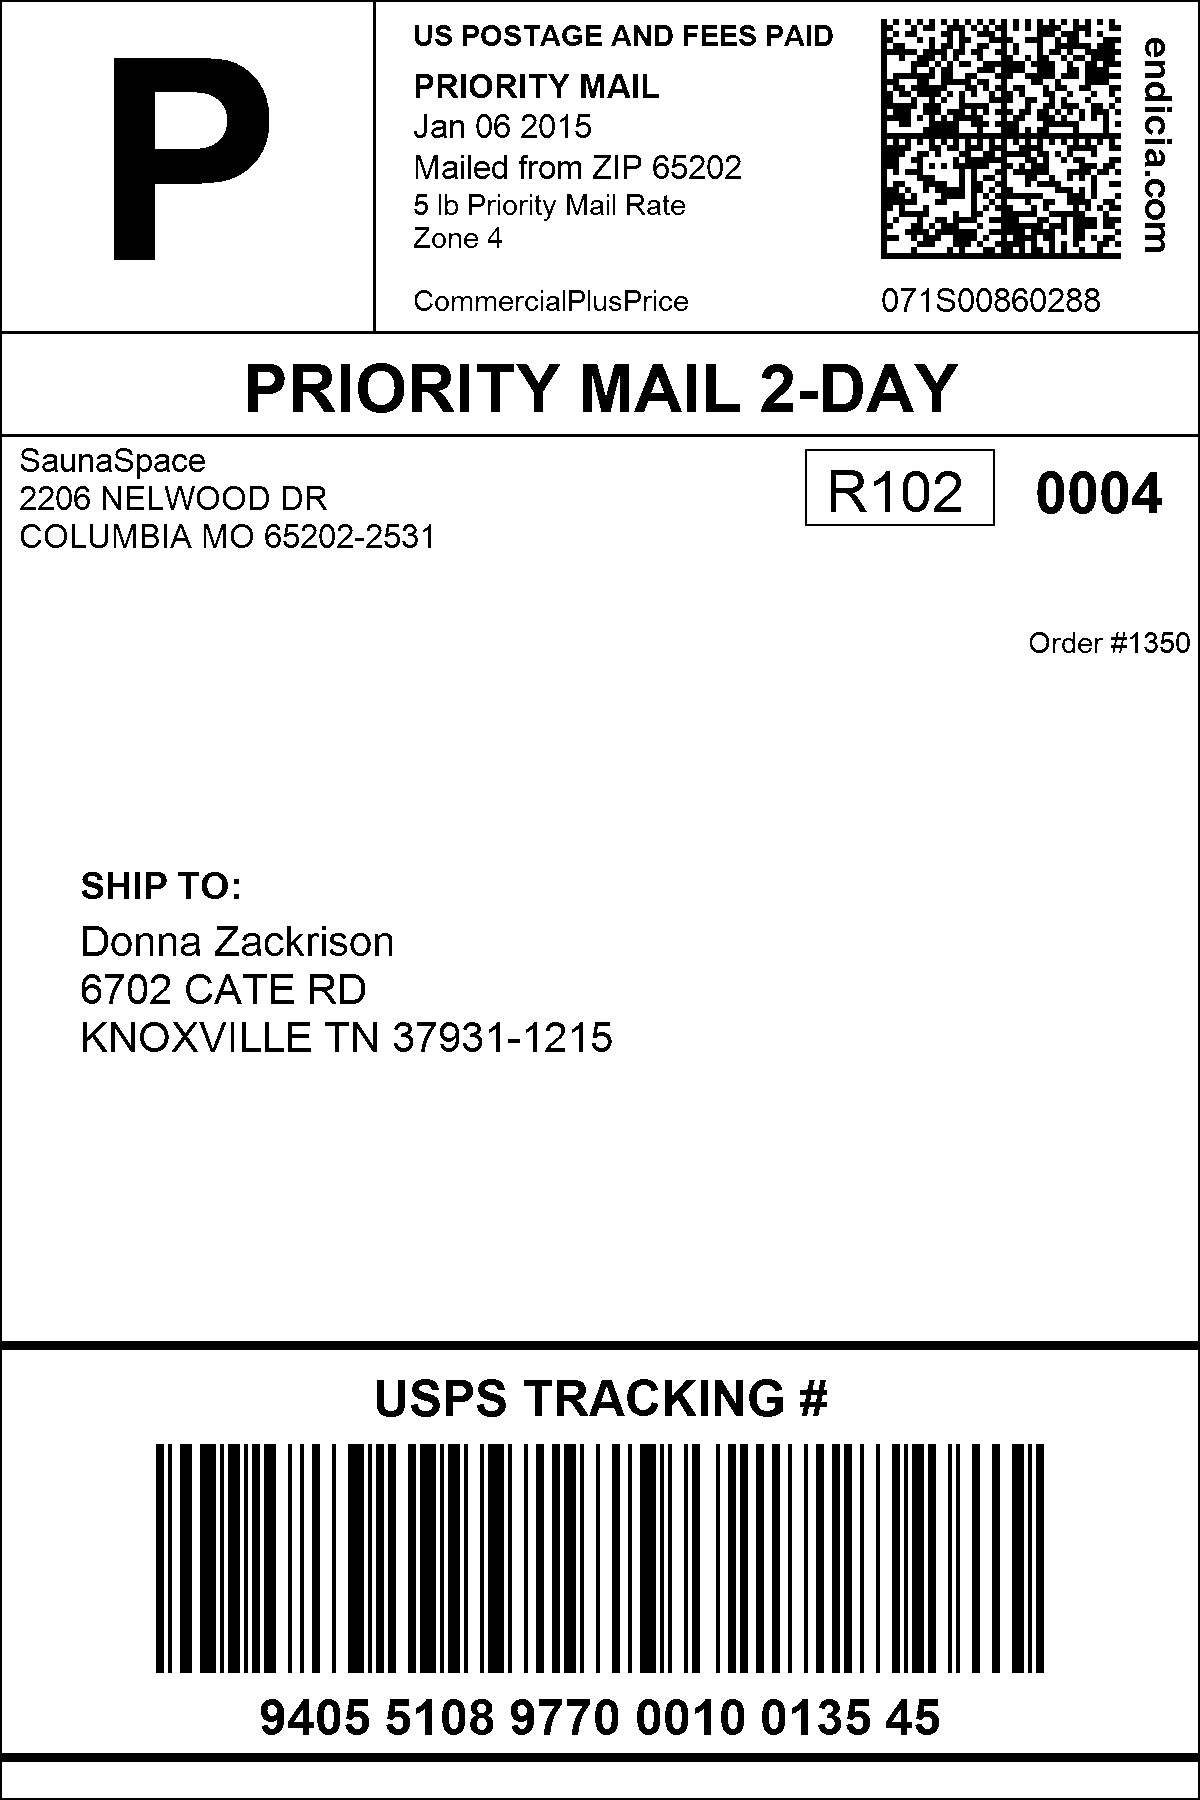 P
US POSTAGE AND FEES PAID
PRIORITY MAIL
Jan 06 2015
Mailed from ZIP 65202
5 lb Priority Mail Rate
Zone 4
CommercialPlusPrice
endicia.com
071S00860288
PRIORITY MAIL 2-DAY
SaunaSpace
2206 NELWOOD DR
COLUMBIA MO 65202-2531
R102
0004
Order #1350
SHIP TO:
Donna Zackrison
6702 CATE RD
KNOXVILLE TN 37931-1215
USPS TRACKING #
9405 5108 9770 0010 0135 45